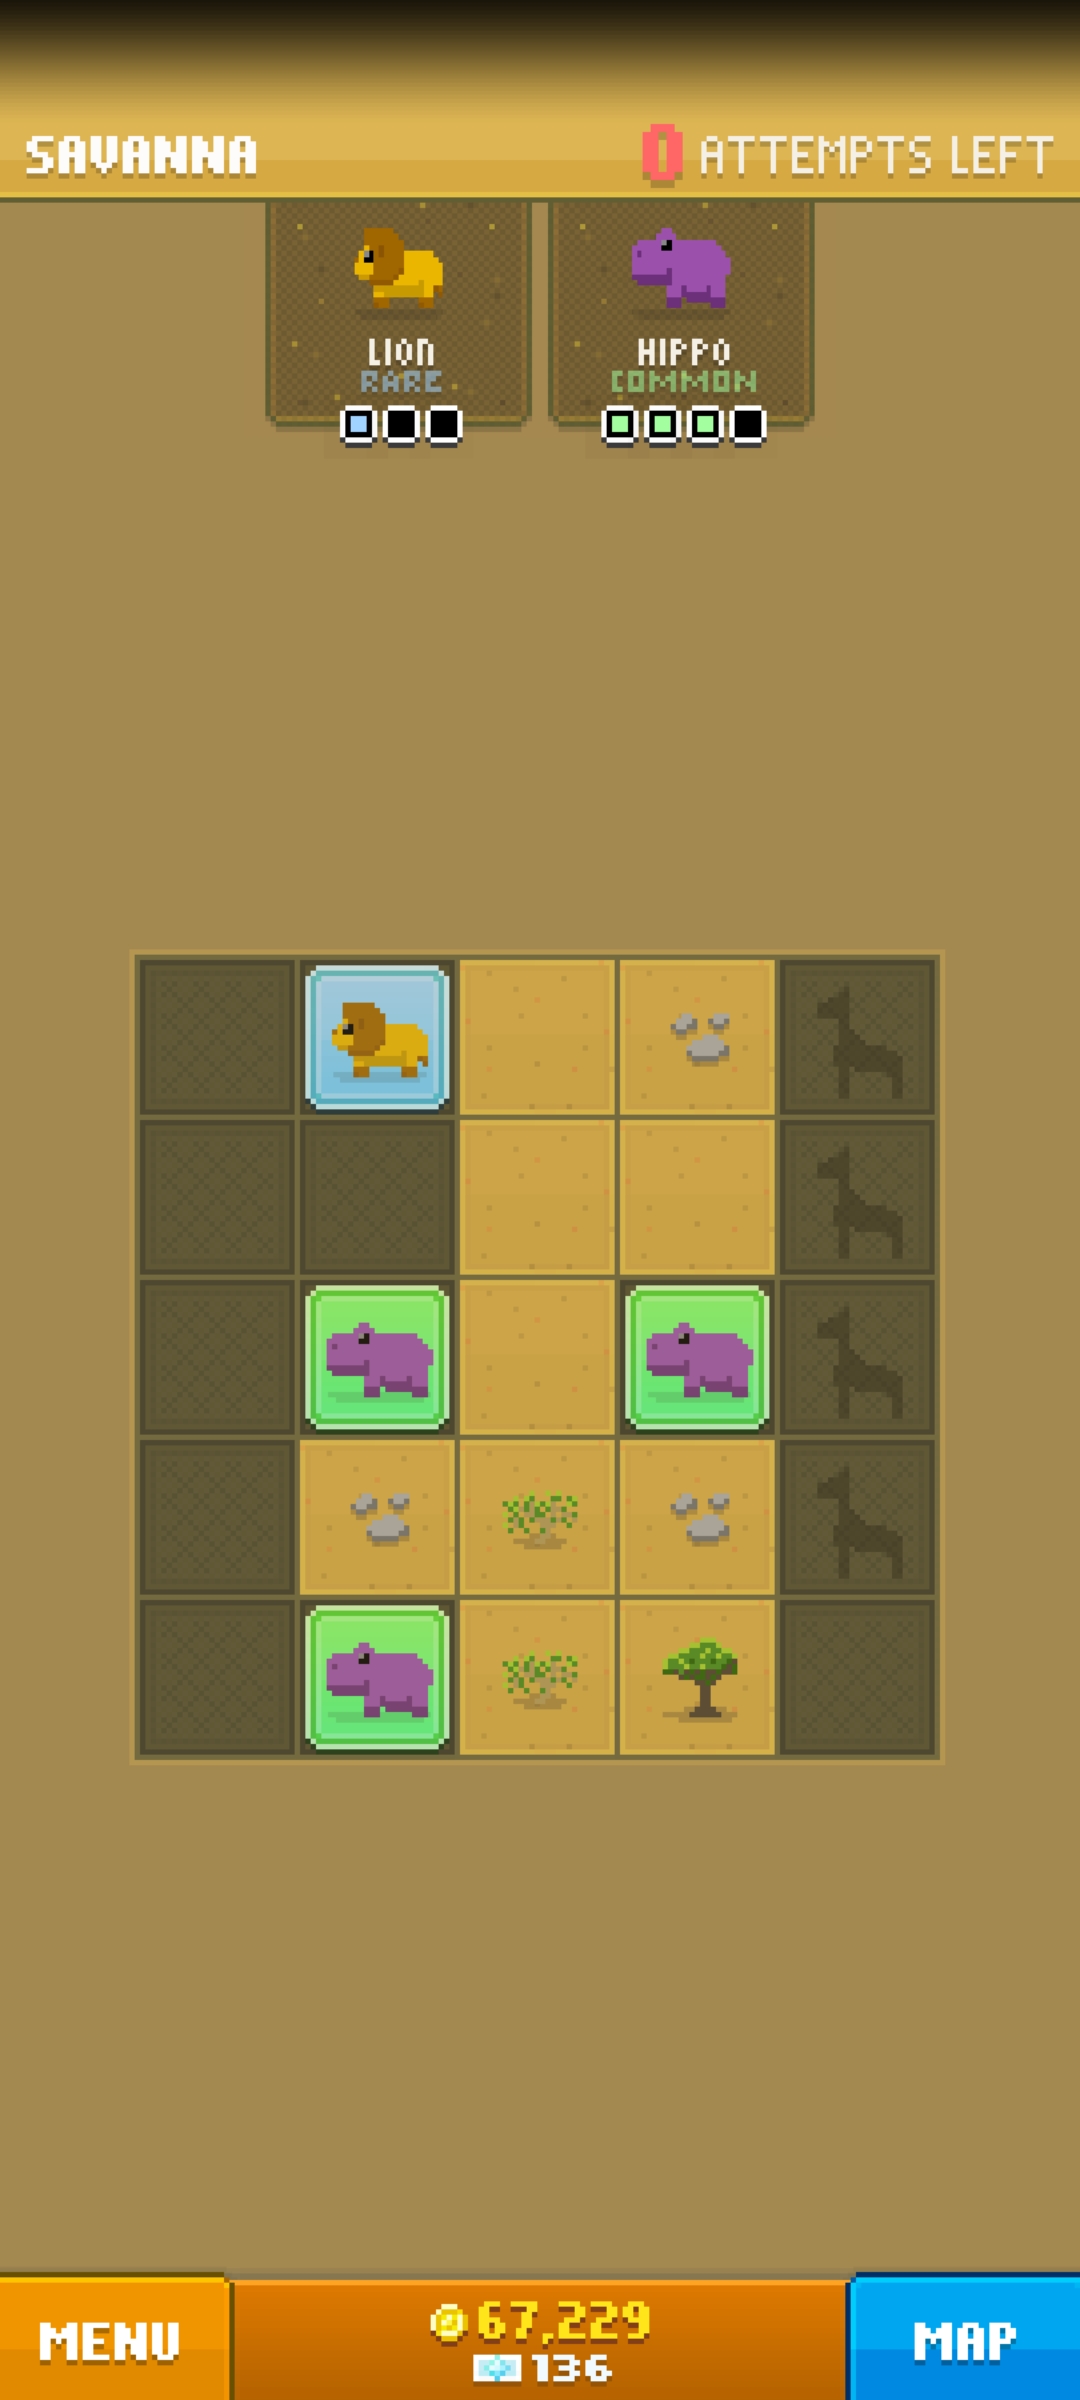 SAVANNA
0 ATTEMPTS LEFT
LION
RARE
HIPPO
COMMON
MENU
67,229
136
MAP